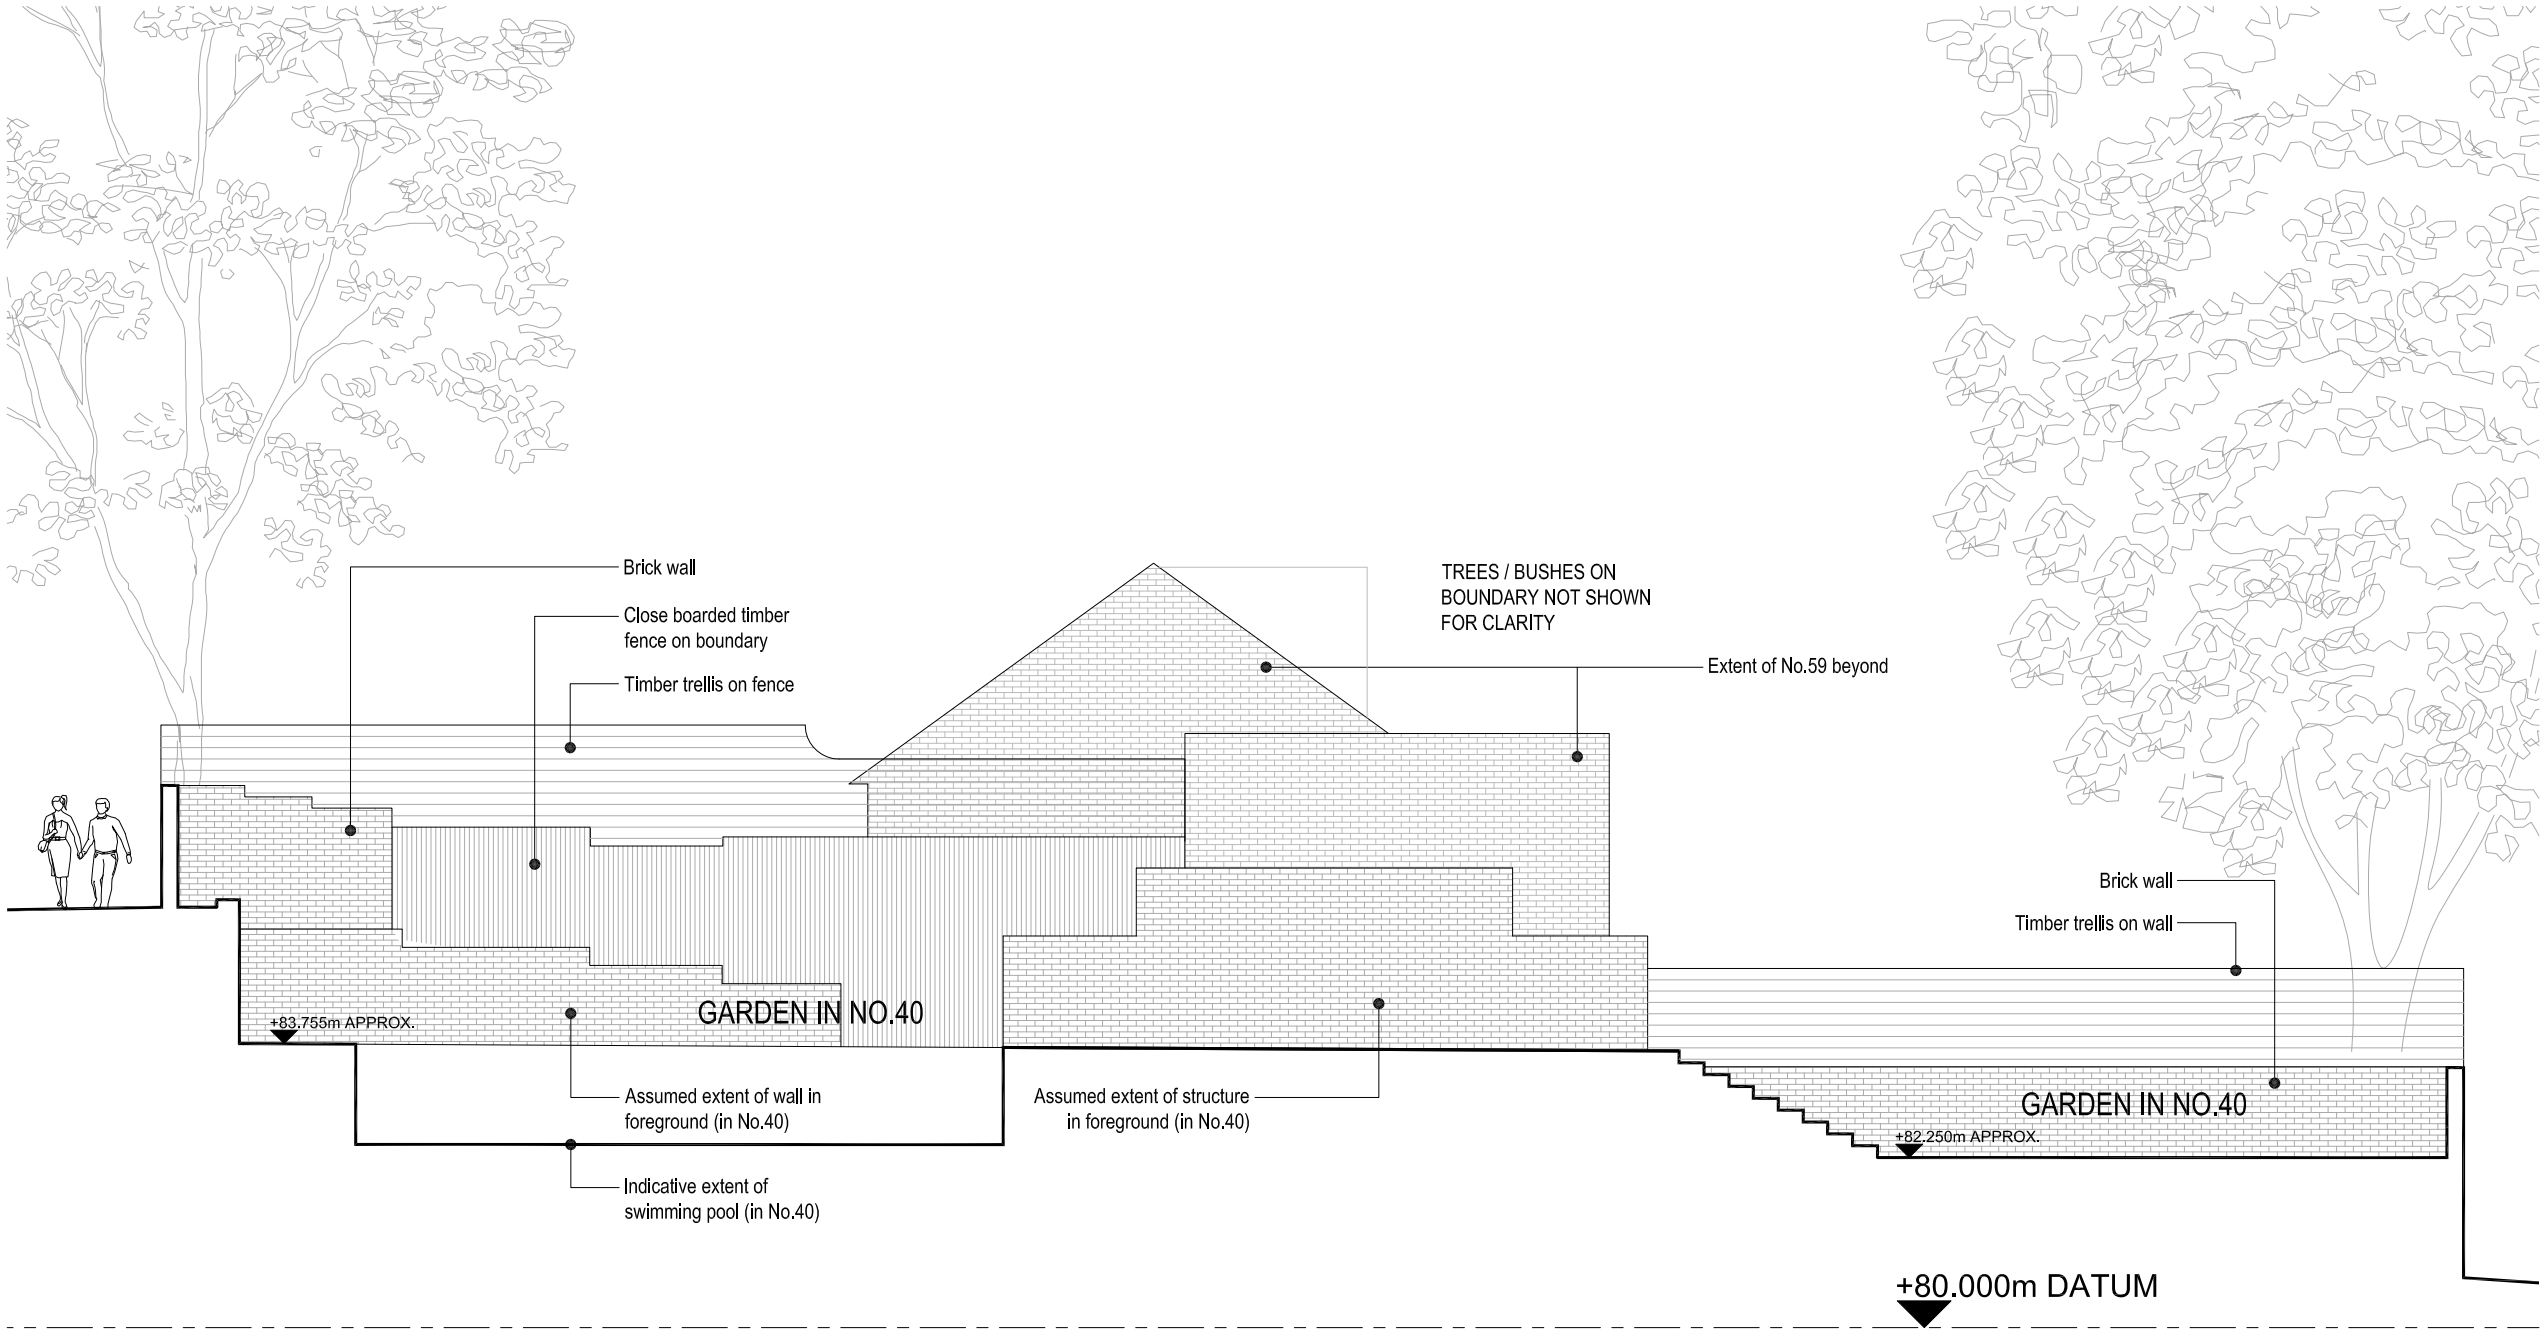 Brick wall
Close boarded timber
fence on boundary
Timber trellis on fence
TREES / BUSHES ON
BOUNDARY NOT SHOWN
FOR CLARITY
Extent of No.59 beyond
Brick wall
Timber trellis on wall
GARDEN IN NO.40
+83.755m APPROX.
Assumed extent of wall in
foreground (in No.40)
Assumed extent of structure
in foreground (in No.40)
GARDEN IN NO.40
+82.250m APPROX.
Indicative extent of
swimming pool (in No.40)
+80.000m DATUM